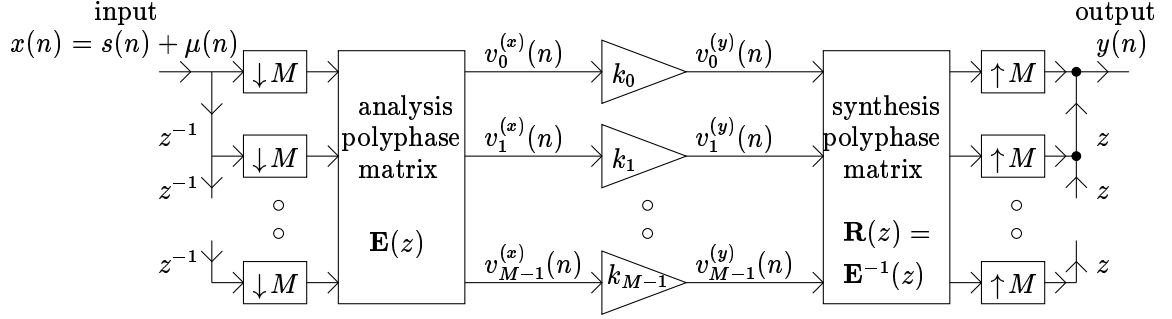 input
output
x(n) = s(n) + μ(n)
y(n)
↓M
v_0^{(x)}(n)
k_0
v_0^{(y)}(n)
↑M
analysis
polyphase
matrix
E(z)
synthesis
polyphase
matrix
R(z) =
E^{-1}(z)
z^{-1}
↓M
v_1^{(x)}(n)
k_1
v_1^{(y)}(n)
↑M
z
z^{-1}
z
z^{-1}
↓M
v_{M-1}^{(x)}(n)
k_{M-1}
v_{M-1}^{(y)}(n)
↑M
z